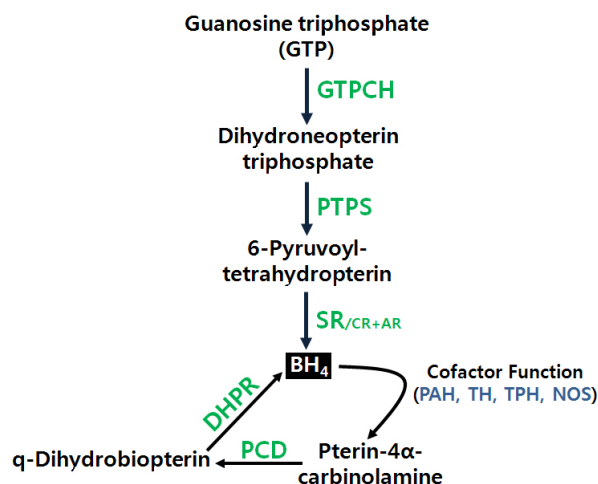 Guanosine triphosphate
(GTP)
GTPCH
Dihydroneopterin
triphosphate
PTPS
6-Pyruvoyl-
tetrahydropterin
SR/CR+AR
BH4
Cofactor Function
(PAH, TH, TPH, NOS)
DHPR
q-Dihydrobiopterin
PCD
Pterin-4α-
carbinolamine